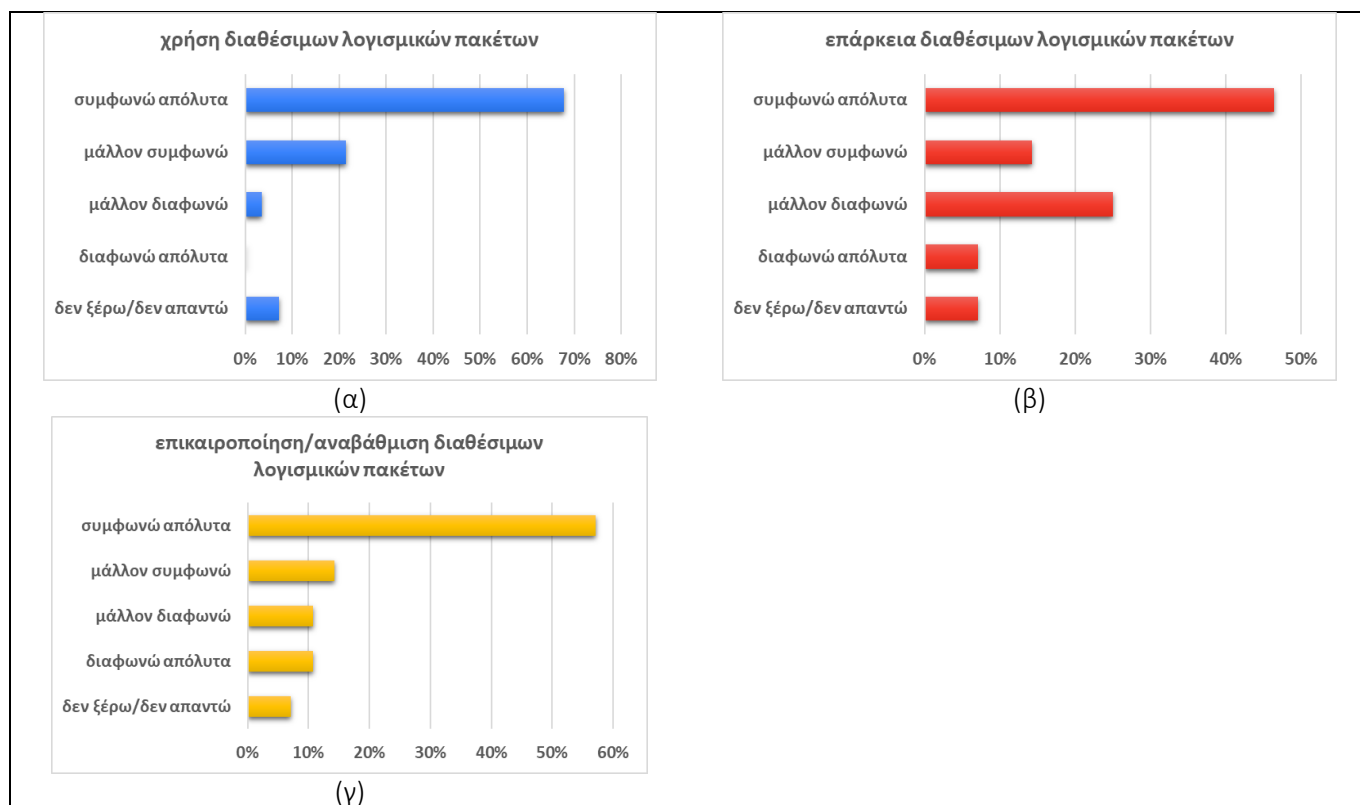 χρήση διαθέσιμων λογισμικών πακέτων
συμφωνώ απόλυτα
μάλλον συμφωνώ
μάλλον διαφωνώ
διαφωνώ απόλυτα
δεν ξέρω/δεν απαντώ
0% 10% 20% 30% 40% 50% 60% 70% 80%
(α)
επάρκεια διαθέσιμων λογισμικών πακέτων
συμφωνώ απόλυτα
μάλλον συμφωνώ
μάλλον διαφωνώ
διαφωνώ απόλυτα
δεν ξέρω/δεν απαντώ
0% 10% 20% 30% 40% 50%
(β)
επικαιροποίηση/αναβάθμιση διαθέσιμων
λογισμικών πακέτων
συμφωνώ απόλυτα
μάλλον συμφωνώ
μάλλον διαφωνώ
διαφωνώ απόλυτα
δεν ξέρω/δεν απαντώ
0% 10% 20% 30% 40% 50% 60%
(γ)